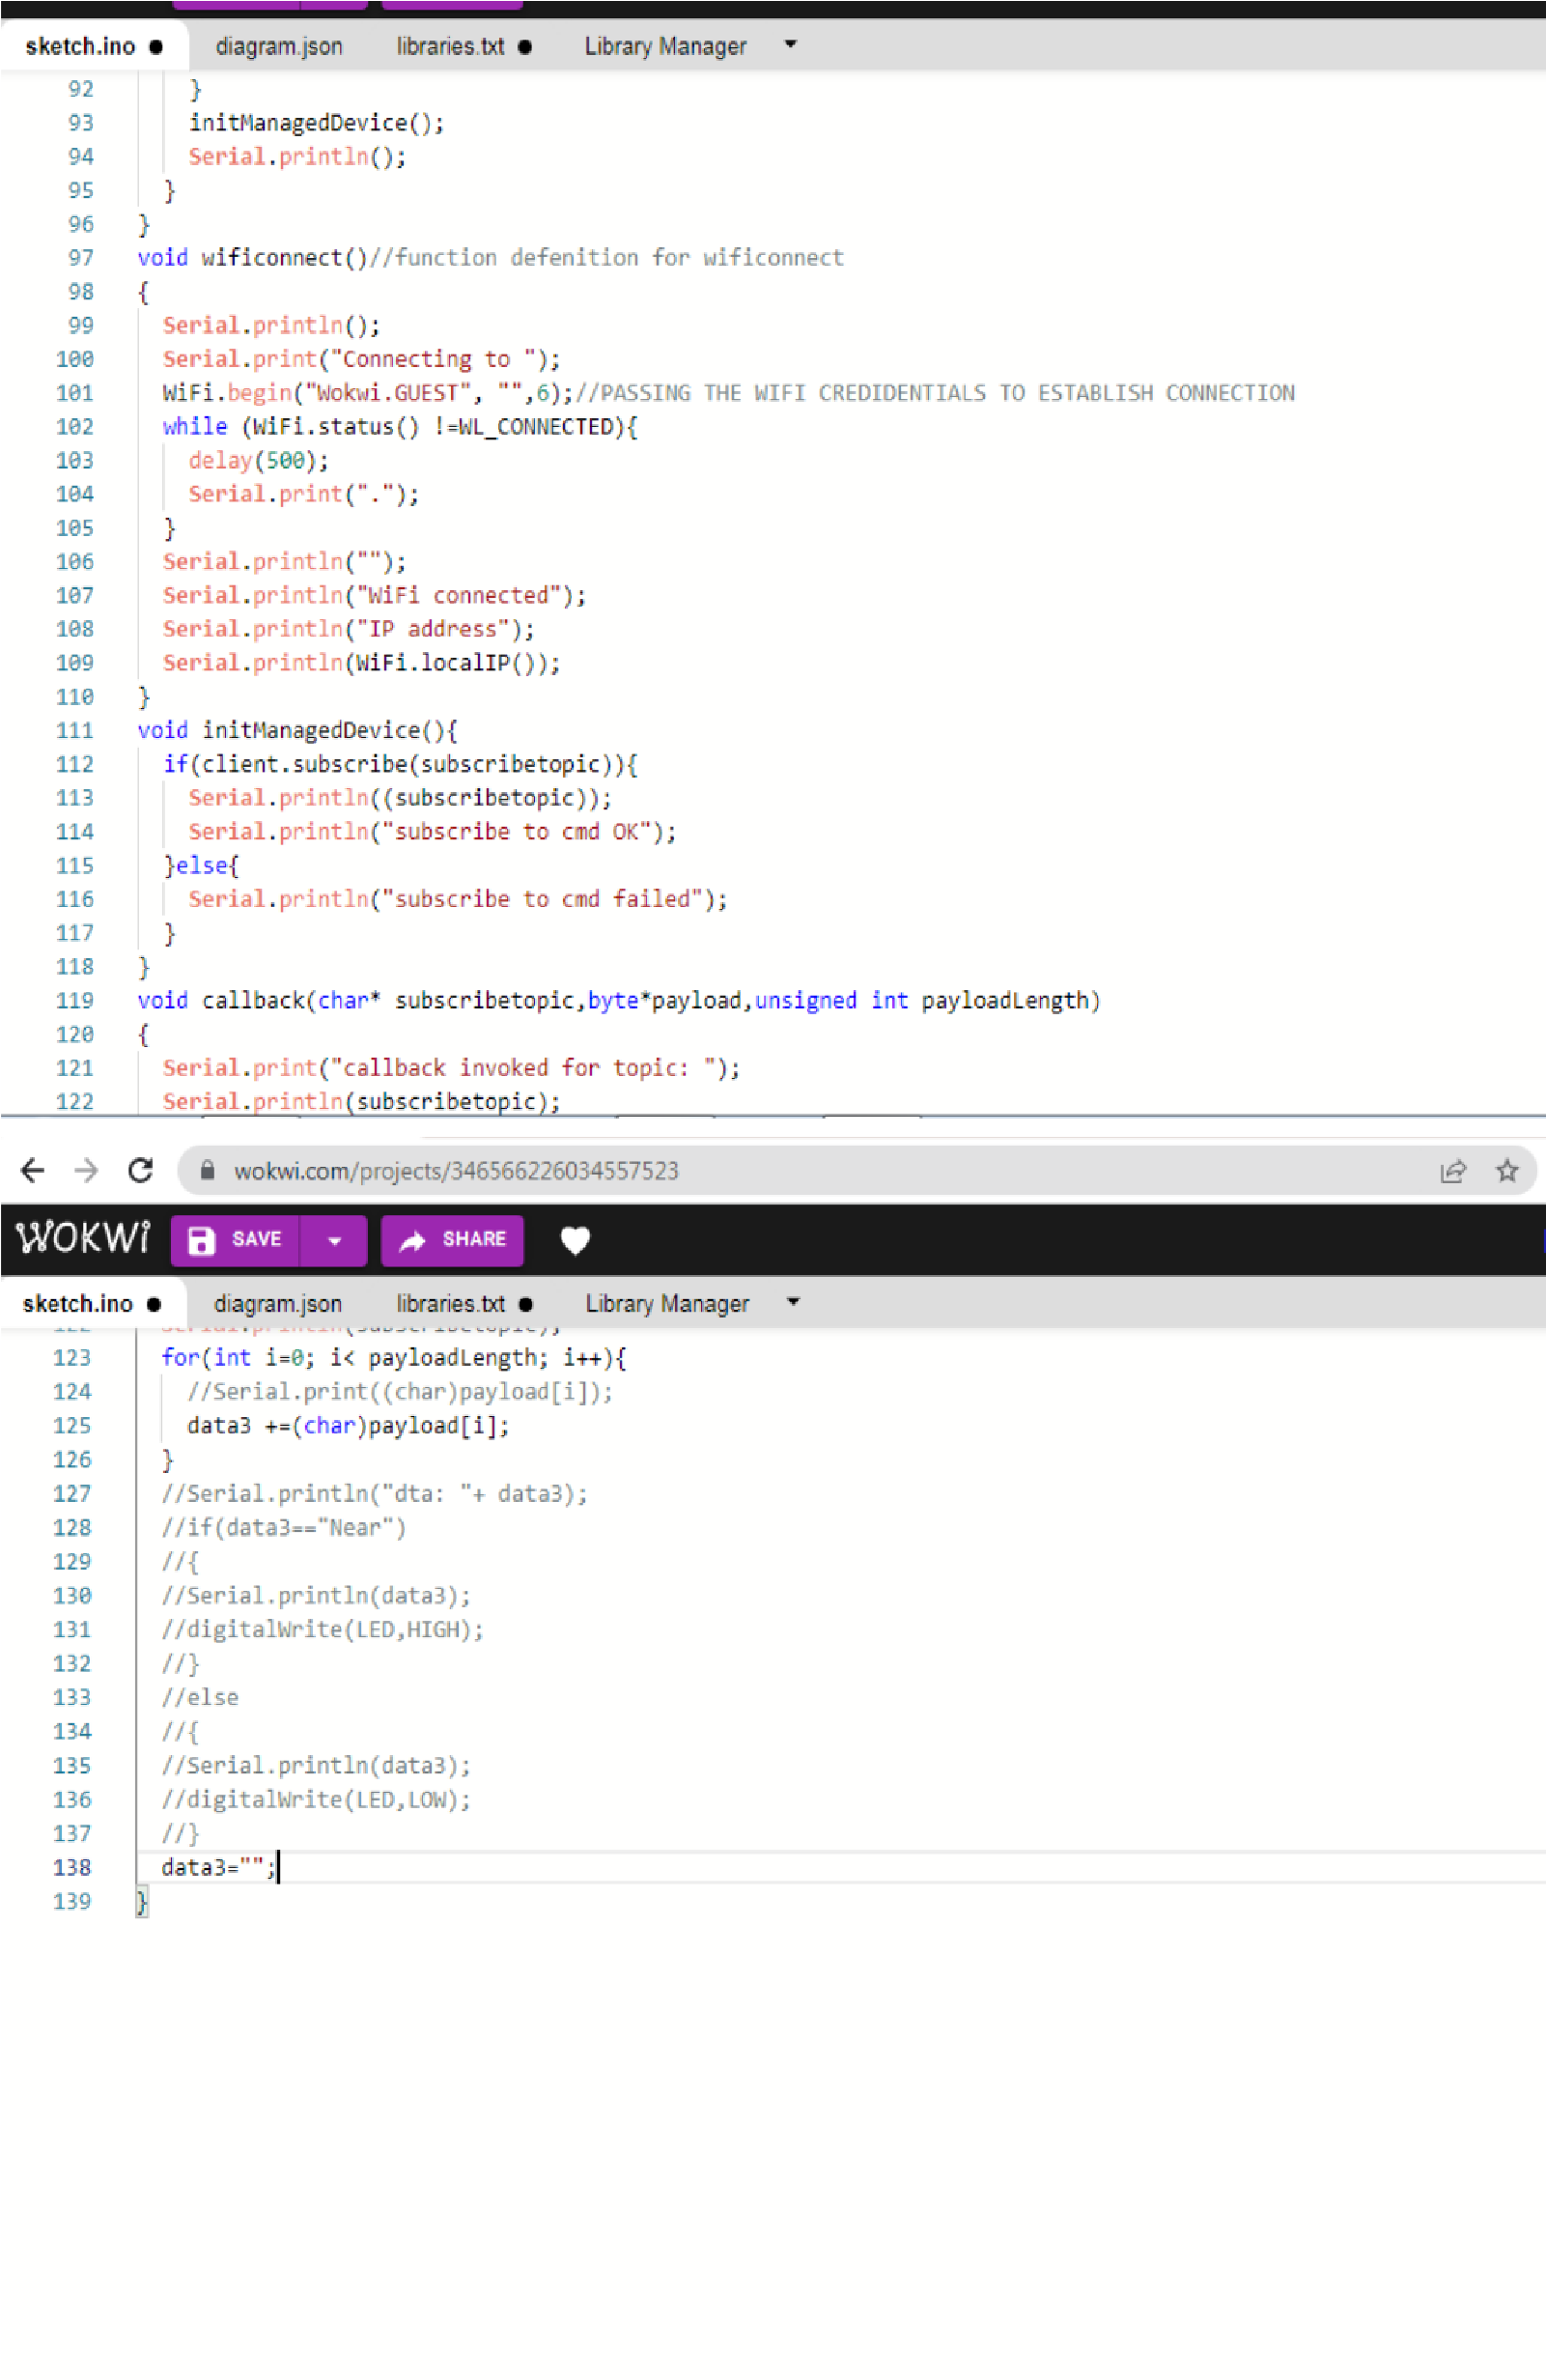 sketch.ino ● diagram.json libraries.txt ● Library Manager
92 }
93 initManagedDevice();
94 Serial.println();
95 }
96 }
97 void wificonnect()//function defenition for wificonnect
98 {
99 Serial.println();
100 Serial.print("Connecting to ");
101 WiFi.begin("Wokwi.GUEST", "",6);//PASSING THE WIFI CREDIDENTIALS TO ESTABLISH CONNECTION
102 while (WiFi.status() !=WL_CONNECTED){
103 delay(500);
104 Serial.print(".");
105 }
106 Serial.println("");
107 Serial.println("WiFi connected");
108 Serial.println("IP address");
109 Serial.println(WiFi.localIP());
110 }
111 void initManagedDevice(){
112 if(client.subscribe(subscribetopic)){
113 Serial.println((subscribetopic));
114 Serial.println("subscribe to cmd OK");
115 }else{
116 Serial.println("subscribe to cmd failed");
117 }
118 }
119 void callback(char* subscribetopic,byte*payload,unsigned int payloadLength)
120 {
121 Serial.print("callback invoked for topic: ");
122 Serial.println(subscribetopic);
wokwi.com/projects/346566226034557523
WOKWI SAVE SHARE
sketch.ino ● diagram.json libraries.txt ● Library Manager
122 Serial.println(subscribetopic);
123 for(int i=0; i< payloadLength; i++){
124 //Serial.print((char)payload[i]);
125 data3 +=(char)payload[i];
126 }
127 //Serial.println("dta: "+ data3);
128 //if(data3=="Near")
129 //{
130 //Serial.println(data3);
131 //digitalWrite(LED,HIGH);
132 //}
133 //else
134 //{
135 //Serial.println(data3);
136 //digitalWrite(LED,LOW);
137 //}
138 data3="";
139 }